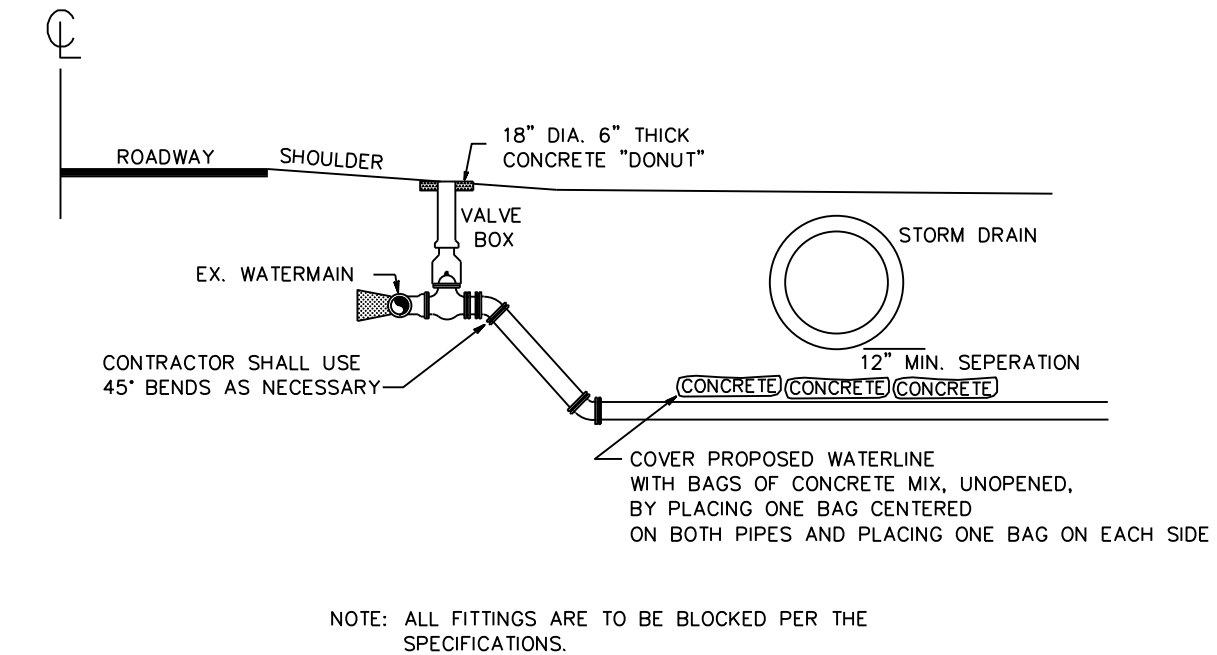 CL
18” DIA. 6” THICK
CONCRETE “DONUT”
ROADWAY
SHOULDER
VALVE
BOX
STORM DRAIN
EX. WATERMAIN
CONTRACTOR SHALL USE
45° BENDS AS NECESSARY
12” MIN. SEPERATION
CONCRETE CONCRETE CONCRETE
COVER PROPOSED WATERLINE
WITH BAGS OF CONCRETE MIX, UNOPENED,
BY PLACING ONE BAG CENTERED
ON BOTH PIPES AND PLACING ONE BAG ON EACH SIDE
NOTE: ALL FITTINGS ARE TO BE BLOCKED PER THE
SPECIFICATIONS.